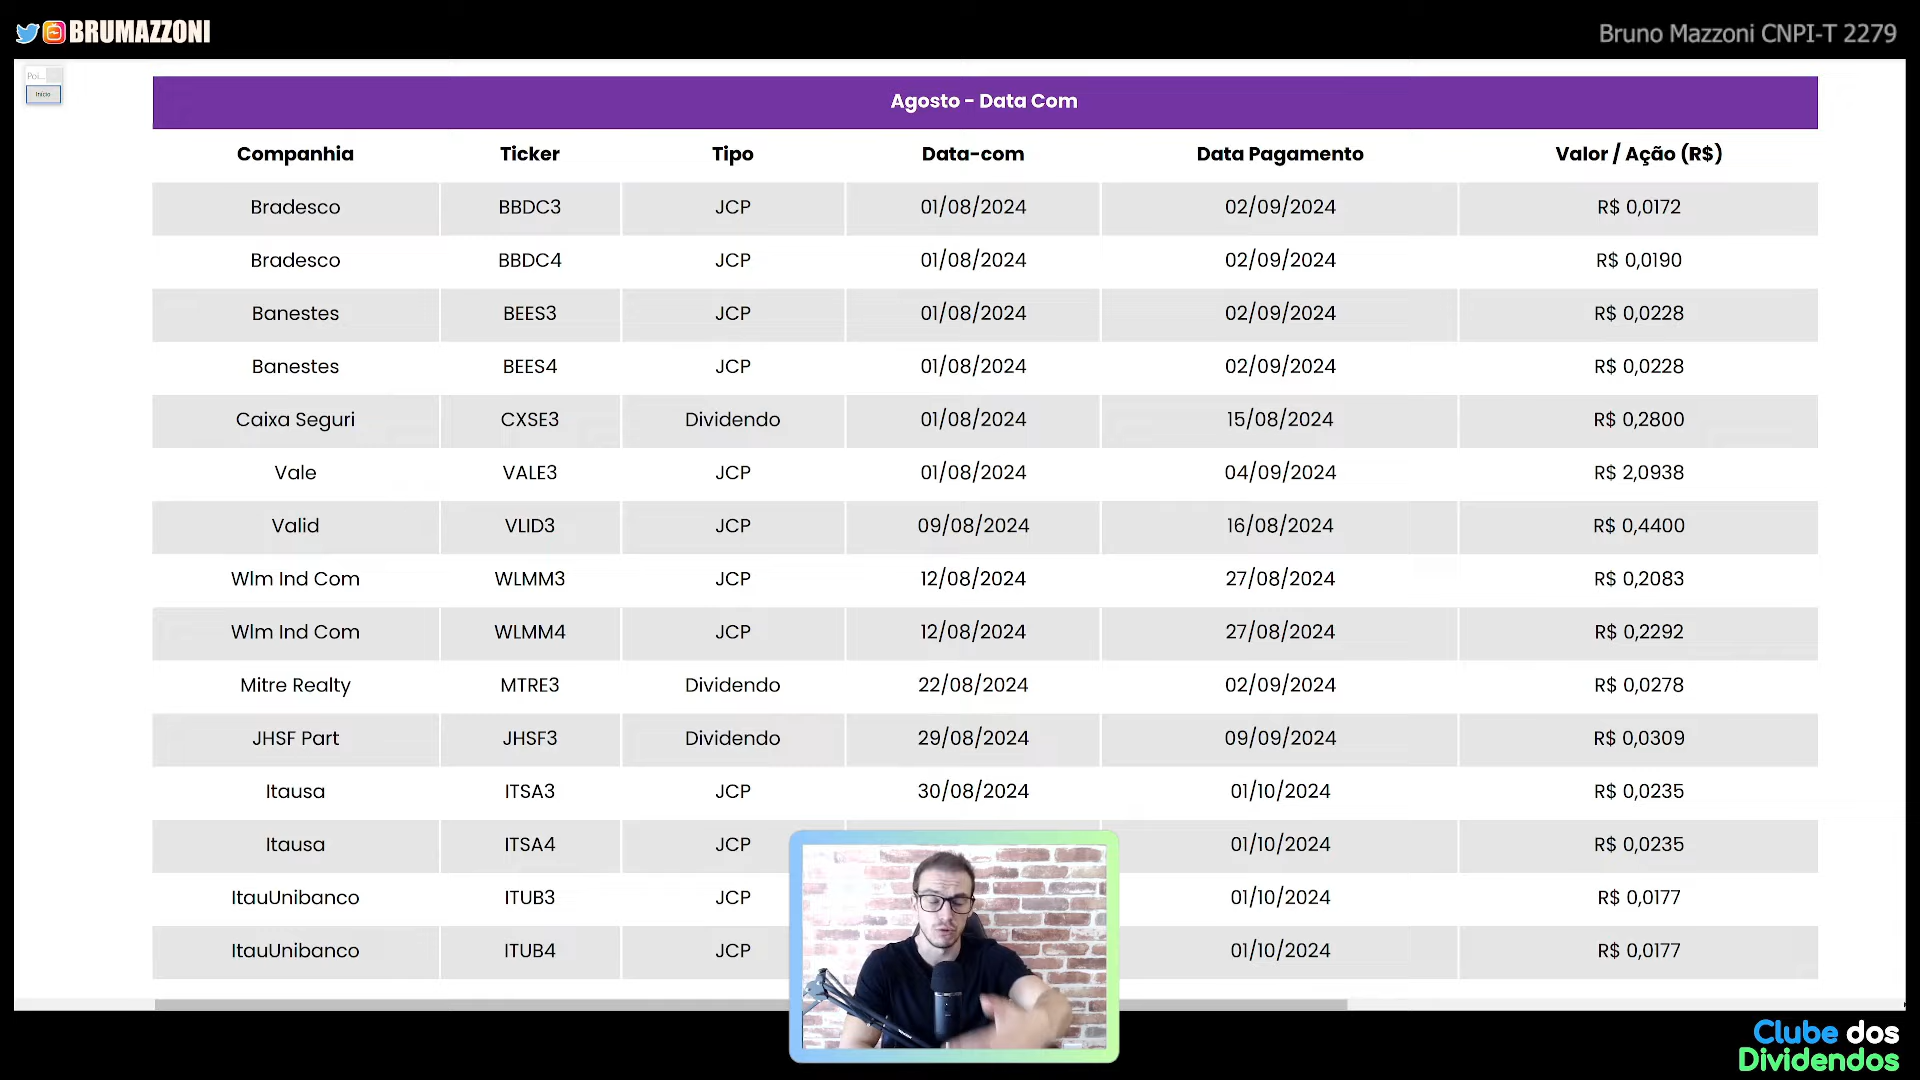 BRUMAZZONI
Bruno Mazzoni CNPI-T 2279
Poi...
Início
Agosto - Data Com
Companhia Ticker Tipo Data-com Data Pagamento Valor / Ação (R$)
Bradesco BBDC3 JCP 01/08/2024 02/09/2024 R$ 0,0172
Bradesco BBDC4 JCP 01/08/2024 02/09/2024 R$ 0,0190
Banestes BEES3 JCP 01/08/2024 02/09/2024 R$ 0,0228
Banestes BEES4 JCP 01/08/2024 02/09/2024 R$ 0,0228
Caixa Seguri CXSE3 Dividendo 01/08/2024 15/08/2024 R$ 0,2800
Vale VALE3 JCP 01/08/2024 04/09/2024 R$ 2,0938
Valid VLID3 JCP 09/08/2024 16/08/2024 R$ 0,4400
Wlm Ind Com WLMM3 JCP 12/08/2024 27/08/2024 R$ 0,2083
Wlm Ind Com WLMM4 JCP 12/08/2024 27/08/2024 R$ 0,2292
Mitre Realty MTRE3 Dividendo 22/08/2024 02/09/2024 R$ 0,0278
JHSF Part JHSF3 Dividendo 29/08/2024 09/09/2024 R$ 0,0309
Itausa ITSA3 JCP 30/08/2024 01/10/2024 R$ 0,0235
Itausa ITSA4 JCP 01/10/2024 R$ 0,0235
ItauUnibanco ITUB3 JCP 01/10/2024 R$ 0,0177
ItauUnibanco ITUB4 JCP 01/10/2024 R$ 0,0177
Clube dos
Dividendos